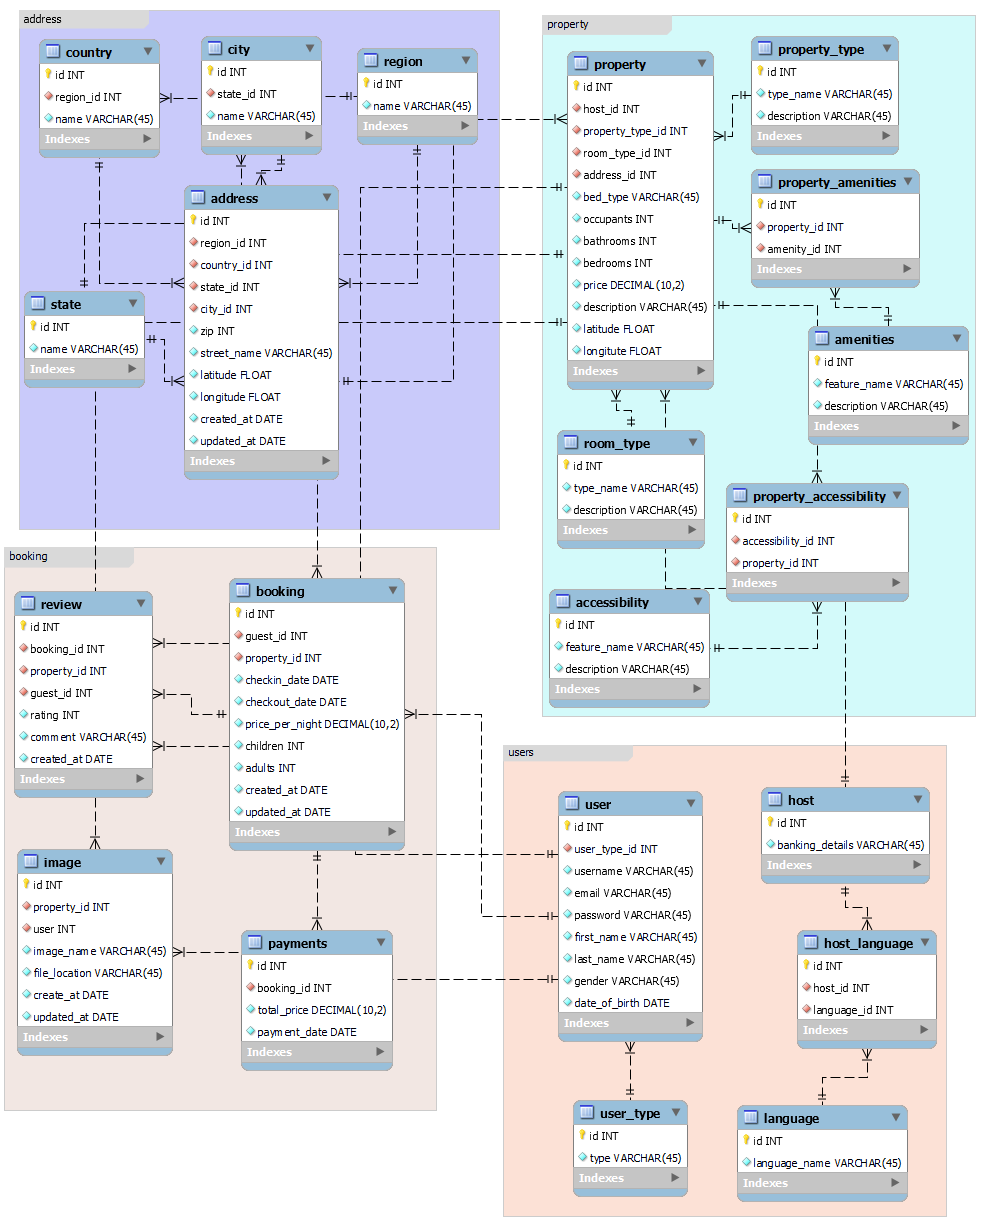 address
country
id INT
region_id INT
name VARCHAR(45)
Indexes
city
id INT
state_id INT
name VARCHAR(45)
Indexes
region
id INT
name VARCHAR(45)
Indexes
address
id INT
region_id INT
country_id INT
state_id INT
city_id INT
zip INT
street_name VARCHAR(45)
latitude FLOAT
longitude FLOAT
created_at DATE
updated_at DATE
Indexes
state
id INT
name VARCHAR(45)
Indexes
property
property
id INT
host_id INT
property_type_id INT
room_type_id INT
address_id INT
bed_type VARCHAR(45)
occupants INT
bathrooms INT
bedrooms INT
price DECIMAL(10,2)
description VARCHAR(45)
latitude FLOAT
longitute FLOAT
Indexes
property_type
id INT
type_name VARCHAR(45)
description VARCHAR(45)
Indexes
property_amenities
id INT
property_id INT
amenity_id INT
Indexes
amenities
id INT
feature_name VARCHAR(45)
description VARCHAR(45)
Indexes
room_type
id INT
type_name VARCHAR(45)
description VARCHAR(45)
Indexes
property_accessibility
id INT
accessibility_id INT
property_id INT
Indexes
accessibility
id INT
feature_name VARCHAR(45)
description VARCHAR(45)
Indexes
booking
review
id INT
booking_id INT
property_id INT
guest_id INT
rating INT
comment VARCHAR(45)
created_at DATE
Indexes
booking
id INT
guest_id INT
property_id INT
checkin_date DATE
checkout_date DATE
price_per_night DECIMAL(10,2)
children INT
adults INT
created_at DATE
updated_at DATE
Indexes
image
id INT
property_id INT
user INT
image_name VARCHAR(45)
file_location VARCHAR(45)
create_at DATE
updated_at DATE
Indexes
payments
id INT
booking_id INT
total_price DECIMAL(10,2)
payment_date DATE
Indexes
users
user
id INT
user_type_id INT
username VARCHAR(45)
email VARCHAR(45)
password VARCHAR(45)
first_name VARCHAR(45)
last_name VARCHAR(45)
gender VARCHAR(45)
date_of_birth DATE
Indexes
host
id INT
banking_details VARCHAR(45)
Indexes
host_language
id INT
host_id INT
language_id INT
Indexes
user_type
id INT
type VARCHAR(45)
Indexes
language
id INT
language_name VARCHAR(45)
Indexes